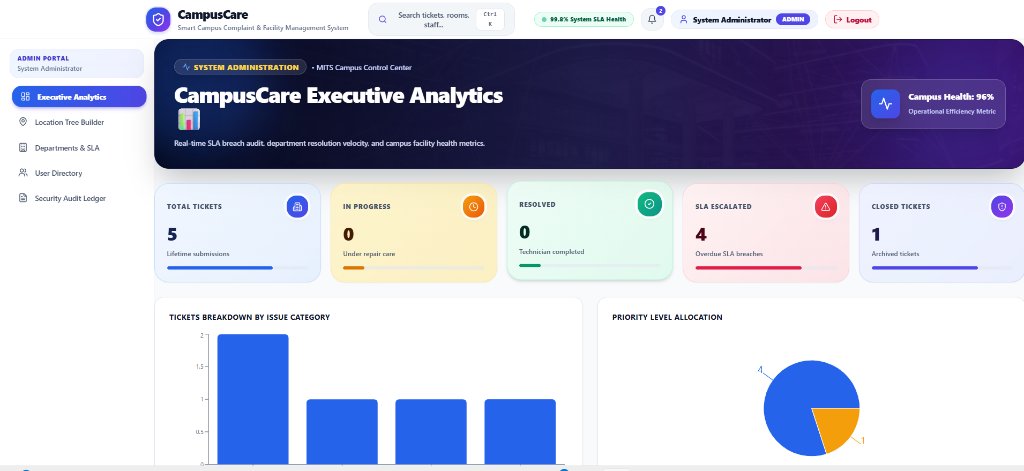 CampusCare
Smart Campus Complaint & Facility Management System
Search tickets, rooms, staff...
Ctrl K
99.8% System SLA Health
2
System Administrator
ADMIN
Logout
ADMIN PORTAL
System Administrator
Executive Analytics
Location Tree Builder
Departments & SLA
User Directory
Security Audit Ledger
SYSTEM ADMINISTRATION
• MITS Campus Control Center
CampusCare Executive Analytics
Real-time SLA breach audit, department resolution velocity, and campus facility health metrics.
Campus Health: 96%
Operational Efficiency Metric
TOTAL TICKETS
5
Lifetime submissions
IN PROGRESS
0
Under repair care
RESOLVED
0
Technician completed
SLA ESCALATED
4
Overdue SLA breaches
CLOSED TICKETS
1
Archived tickets
TICKETS BREAKDOWN BY ISSUE CATEGORY
2
1.5
1
0.5
0
PRIORITY LEVEL ALLOCATION
4
1